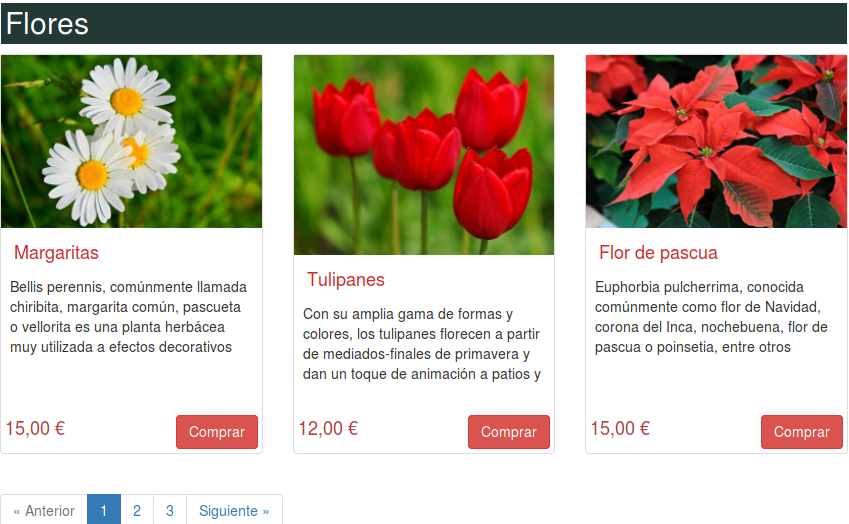 Flores
Margaritas
Bellis perennis, comúnmente llamada
chiribita, margarita común, pascueta
o vellorita es una planta herbácea
muy utilizada a efectos decorativos
15,00 €
Comprar
Tulipanes
Con su amplia gama de formas y
colores, los tulipanes florecen a partir
de mediados-finales de primavera y
dan un toque de animación a patios y
12,00 €
Comprar
Flor de pascua
Euphorbia pulcherrima, conocida
comúnmente como flor de Navidad,
corona del Inca, nochebuena, flor de
pascua o poinsetia, entre otros
15,00 €
Comprar
« Anterior 1 2 3 Siguiente »